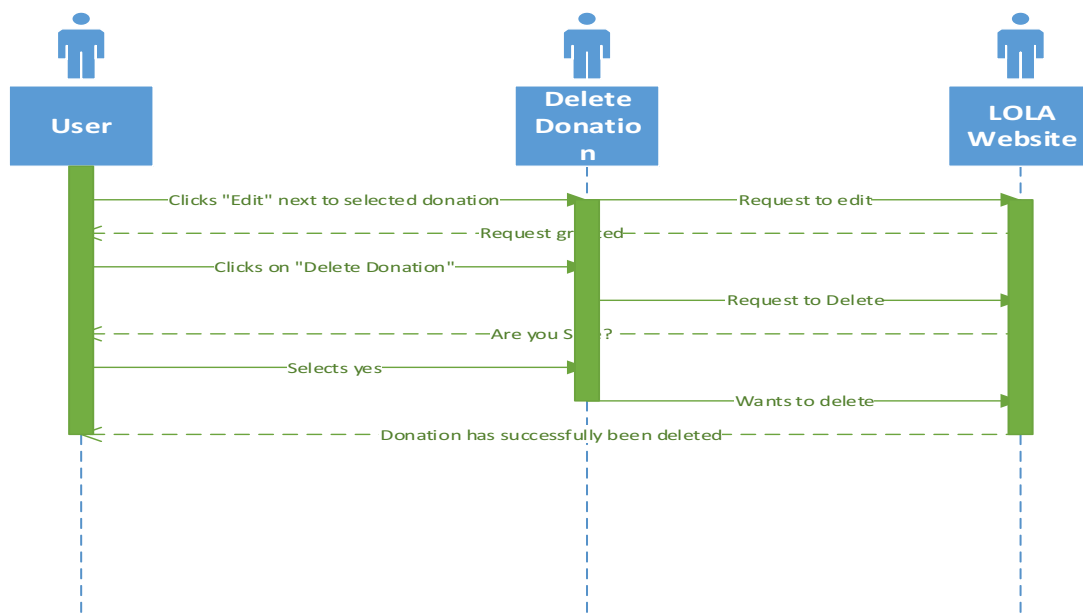 User
Delete
Donatio
n
LOLA
Website
Clicks "Edit" next to selected donation
Request to edit
Request granted
Clicks on "Delete Donation"
Request to Delete
Are you Sure?
Selects yes
Wants to delete
Donation has successfully been deleted